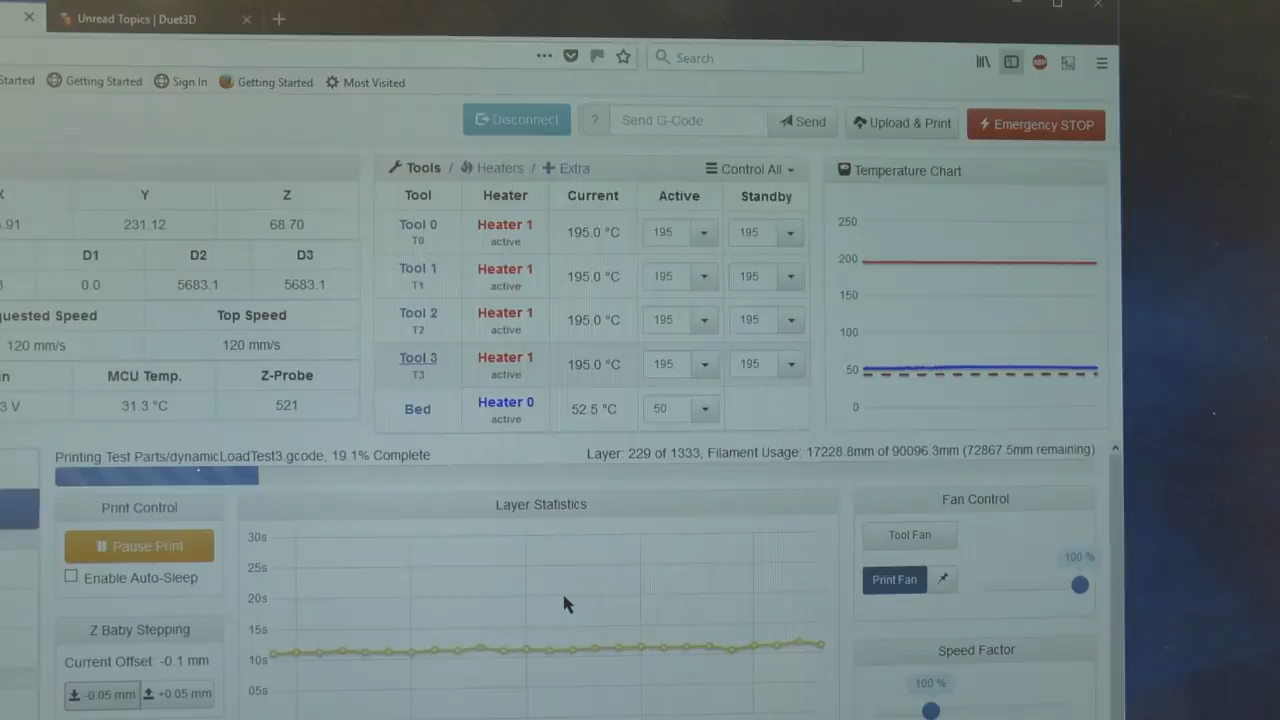 Unread Topics | Duet3D
Search
Started Getting Started Sign In Getting Started Most Visited
Disconnect ? Send G-Code Send Upload & Print Emergency STOP
Tools / Heaters / Extra Control All Temperature Chart
X Y Z
.91 231.12 68.70
D1 D2 D3
0.0 5683.1 5683.1
uested Speed Top Speed
120 mm/s 120 mm/s
MCU Temp. Z-Probe
3 V 31.3 °C 521
Tool Heater Current Active Standby
Tool 0 Heater 1 195.0 °C 195 195
T0 active
Tool 1 Heater 1 195.0 °C 195 195
T1 active
Tool 2 Heater 1 195.0 °C 195 195
T2 active
Tool 3 Heater 1 195.0 °C 195 195
T3 active
Bed Heater 0 52.5 °C 50
active
250
200
150
100
50
0
Printing Test Parts/dynamicLoadTest3.gcode, 19.1% Complete
Layer: 229 of 1333, Filament Usage: 17228.8mm of 90096.3mm (72867.5mm remaining)
Print Control
Pause Print
Enable Auto-Sleep
Z Baby Stepping
Current Offset: -0.1 mm
-0.05 mm +0.05 mm
Layer Statistics
30s
25s
20s
15s
10s
05s
Fan Control
Tool Fan
100 %
Print Fan
Speed Factor
100 %